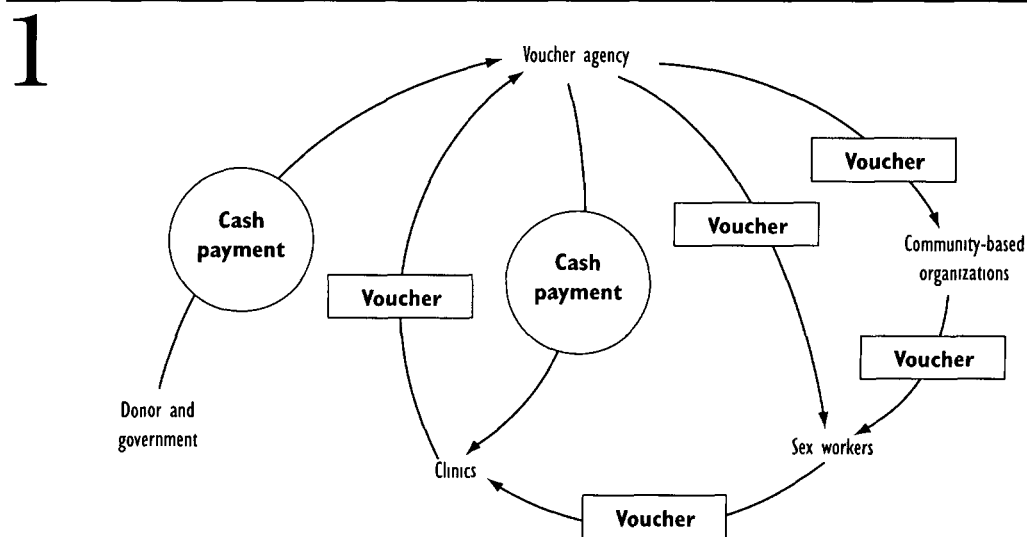 1
Voucher agency
Voucher
Cash
payment
Voucher
Community-based
organizations
Cash
payment
Voucher
Voucher
Donor and
government
Sex workers
Clinics
Voucher